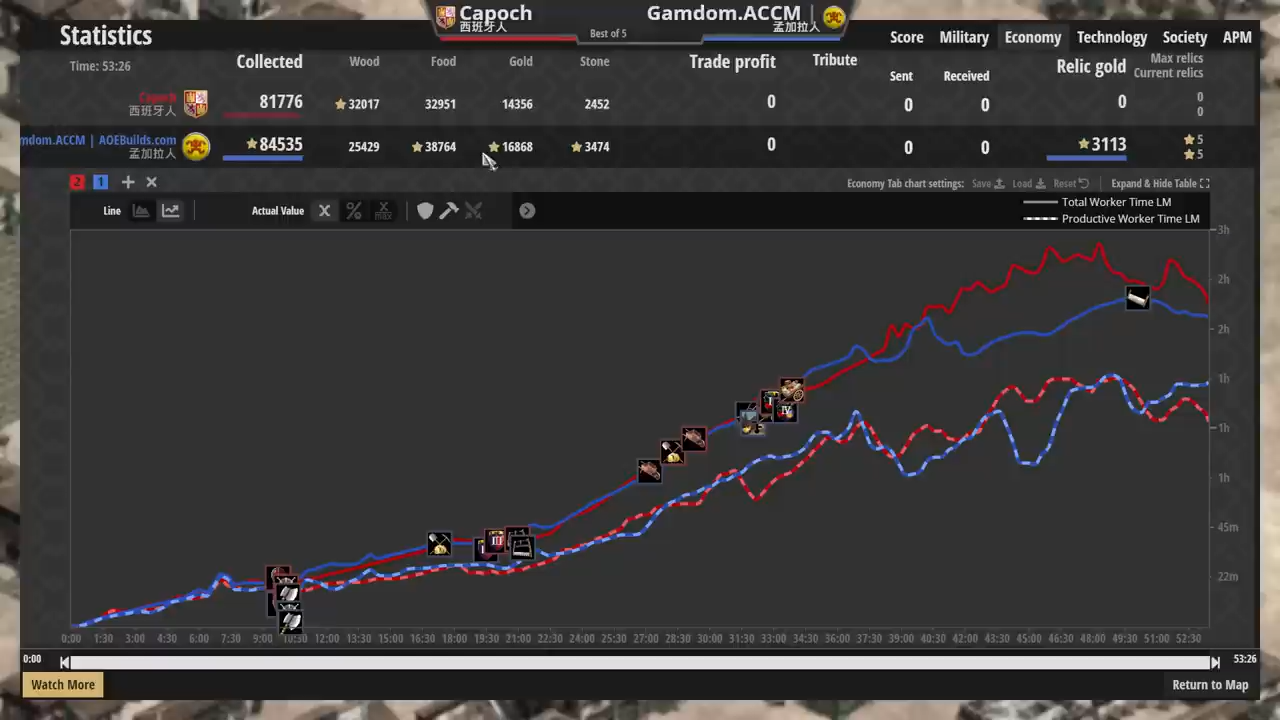 Capoch
西班牙人
Best of 5
Gamdom.ACCM |
孟加拉人
Statistics
Score Military Economy Technology Society APM
Time: 53:26
Collected Wood Food Gold Stone Trade profit Tribute Sent Received Relic gold Max relics
Current relics
Capoch
西班牙人
81776 32017 32951 14356 2452 0 0 0 0 0
0
mdom.ACCM | AOEBuilds.com
孟加拉人
84535 25429 38764 16868 3474 0 0 0 3113 5
5
2 1
Economy Tab chart settings: Save Load Reset Expand & Hide Table
Line Actual Value X % X
MAX
Total Worker Time LM
Productive Worker Time LM
3h
2h
2h
1h
1h
1h
45m
22m
0:00 1:30 3:00 4:30 6:00 7:30 9:00 10:30 12:00 13:30 15:00 16:30 18:00 19:30 21:00 22:30 24:00 25:30 27:00 28:30 30:00 31:30 33:00 34:30 36:00 37:30 39:00 40:30 42:00 43:30 45:00 46:30 48:00 49:30 51:00 52:30
0:00 53:26
Watch More Return to Map